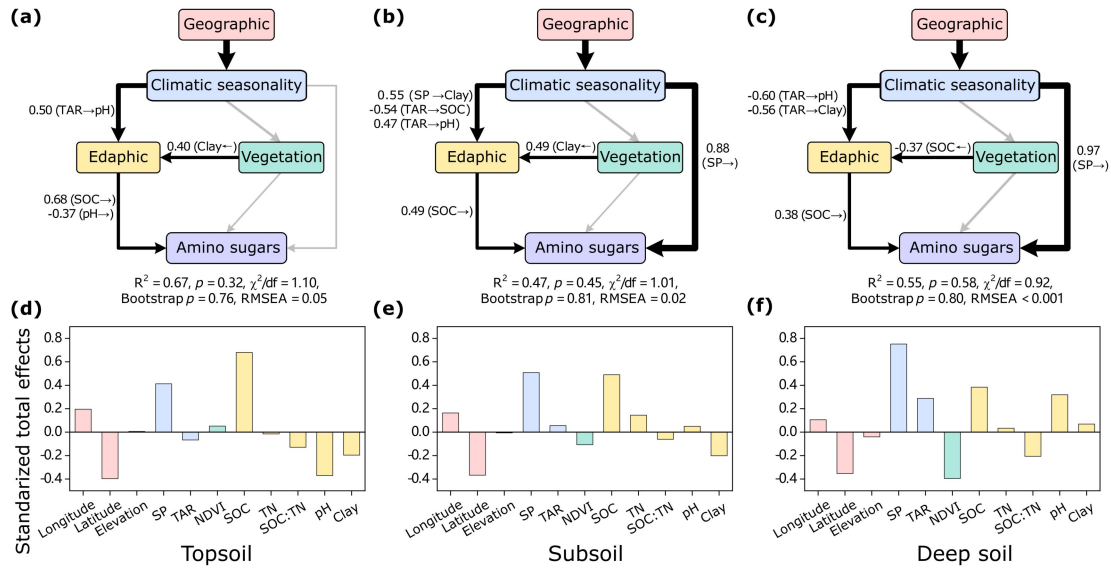 (a)
Geographic
Climatic seasonality
0.50 (TAR→pH)
Edaphic
0.40 (Clay←)
Vegetation
0.68 (SOC→)
-0.37 (pH→)
Amino sugars
R² = 0.67, p = 0.32, χ²/df = 1.10,
Bootstrap p = 0.76, RMSEA = 0.05
(b)
Geographic
Climatic seasonality
0.55 (SP →Clay)
-0.54 (TAR→SOC)
0.47 (TAR→pH)
Edaphic
0.49 (Clay←)
Vegetation
0.88
(SP→)
0.49 (SOC→)
Amino sugars
R² = 0.47, p = 0.45, χ²/df = 1.01,
Bootstrap p = 0.81, RMSEA = 0.02
(c)
Geographic
Climatic seasonality
-0.60 (TAR→pH)
-0.56 (TAR→Clay)
Edaphic
-0.37 (SOC←)
Vegetation
0.97
(SP→)
0.38 (SOC→)
Amino sugars
R² = 0.55, p = 0.58, χ²/df = 0.92,
Bootstrap p = 0.80, RMSEA < 0.001
Standarized total effects
(d)
0.8
0.6
0.4
0.2
0.0
-0.2
-0.4
Longitude
Latitude
Elevation
SP
TAR
NDVI
SOC
TN
SOC:TN
pH
Clay
Topsoil
(e)
0.8
0.6
0.4
0.2
0.0
-0.2
-0.4
Longitude
Latitude
Elevation
SP
TAR
NDVI
SOC
TN
SOC:TN
pH
Clay
Subsoil
(f)
0.8
0.6
0.4
0.2
0.0
-0.2
-0.4
Longitude
Latitude
Elevation
SP
TAR
NDVI
SOC
TN
SOC:TN
pH
Clay
Deep soil